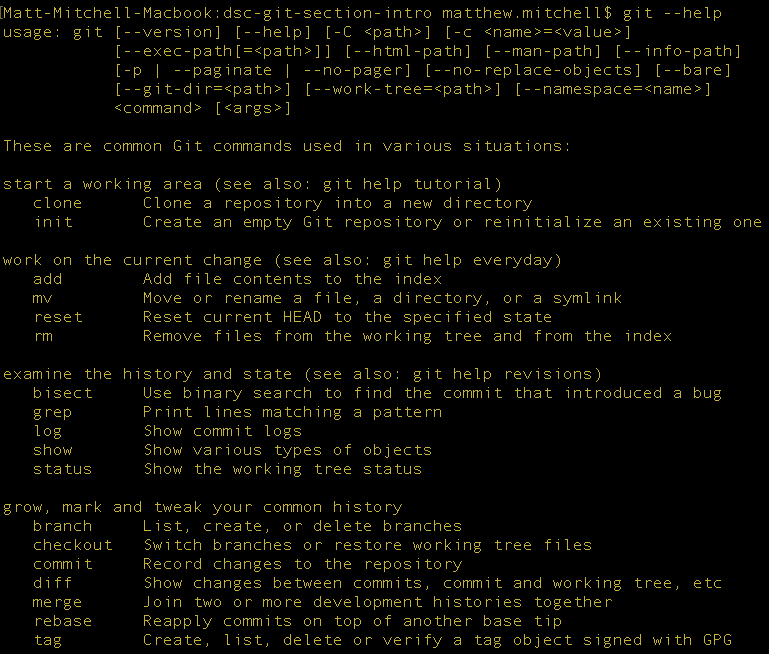 [Matt-Mitchell-Macbook:dsc-git-section-intro matthew.mitchell$ git --help
usage: git [--version] [--help] [-C <path>] [-c <name>=<value>]
           [--exec-path[=<path>]] [--html-path] [--man-path] [--info-path]
           [-p | --paginate | --no-pager] [--no-replace-objects] [--bare]
           [--git-dir=<path>] [--work-tree=<path>] [--namespace=<name>]
           <command> [<args>]

These are common Git commands used in various situations:

start a working area (see also: git help tutorial)
   clone      Clone a repository into a new directory
   init       Create an empty Git repository or reinitialize an existing one

work on the current change (see also: git help everyday)
   add        Add file contents to the index
   mv         Move or rename a file, a directory, or a symlink
   reset      Reset current HEAD to the specified state
   rm         Remove files from the working tree and from the index

examine the history and state (see also: git help revisions)
   bisect     Use binary search to find the commit that introduced a bug
   grep       Print lines matching a pattern
   log        Show commit logs
   show       Show various types of objects
   status     Show the working tree status

grow, mark and tweak your common history
   branch     List, create, or delete branches
   checkout   Switch branches or restore working tree files
   commit     Record changes to the repository
   diff       Show changes between commits, commit and working tree, etc
   merge      Join two or more development histories together
   rebase     Reapply commits on top of another base tip
   tag        Create, list, delete or verify a tag object signed with GPG